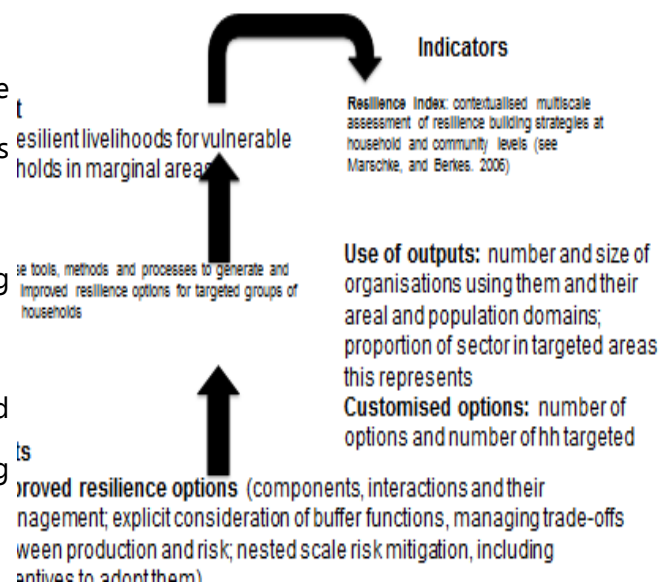 Indicators
e
t
Resilience Index: contextualised multiscale
assessment of resilience building strategies at
household and community levels (see
Marschke, and Berkes. 2006)
esilient livelihoods for vulnerable
s
holds in marginal areas
Use of outputs: number and size of
organisations using them and their
areal and population domains;
proportion of sector in targeted areas
this represents
se tools, methods and processes to generate and
g
improved resilience options for targeted groups of
households
Customised options: number of
options and number of hh targeted
d
ts
g
proved resilience options (components, interactions and their
nagement; explicit consideration of buffer functions, managing trade-offs
ween production and risk; nested scale risk mitigation, including
entives to adopt them)